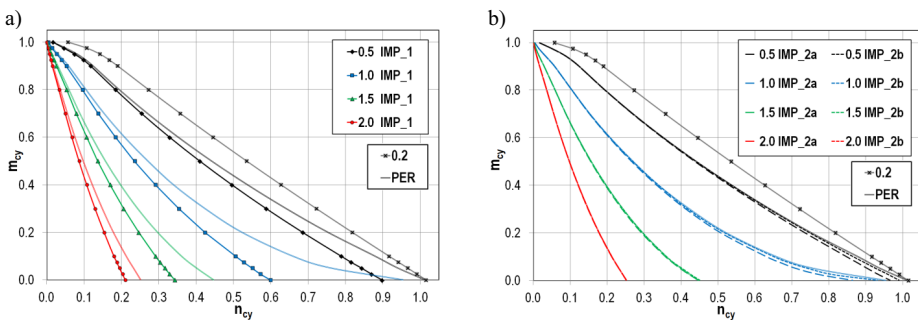 a)
1.0
0.8
0.6
0.4
0.2
0.0
m_cy
0.0 0.1 0.2 0.3 0.4 0.5 0.6 0.7 0.8 0.9 1.0
n_cy
0.5 IMP_1
1.0 IMP_1
1.5 IMP_1
2.0 IMP_1
0.2
PER
b)
1.0
0.8
0.6
0.4
0.2
0.0
m_cy
0.0 0.1 0.2 0.3 0.4 0.5 0.6 0.7 0.8 0.9 1.0
n_cy
0.5 IMP_2a 0.5 IMP_2b
1.0 IMP_2a 1.0 IMP_2b
1.5 IMP_2a 1.5 IMP_2b
2.0 IMP_2a 2.0 IMP_2b
0.2
PER